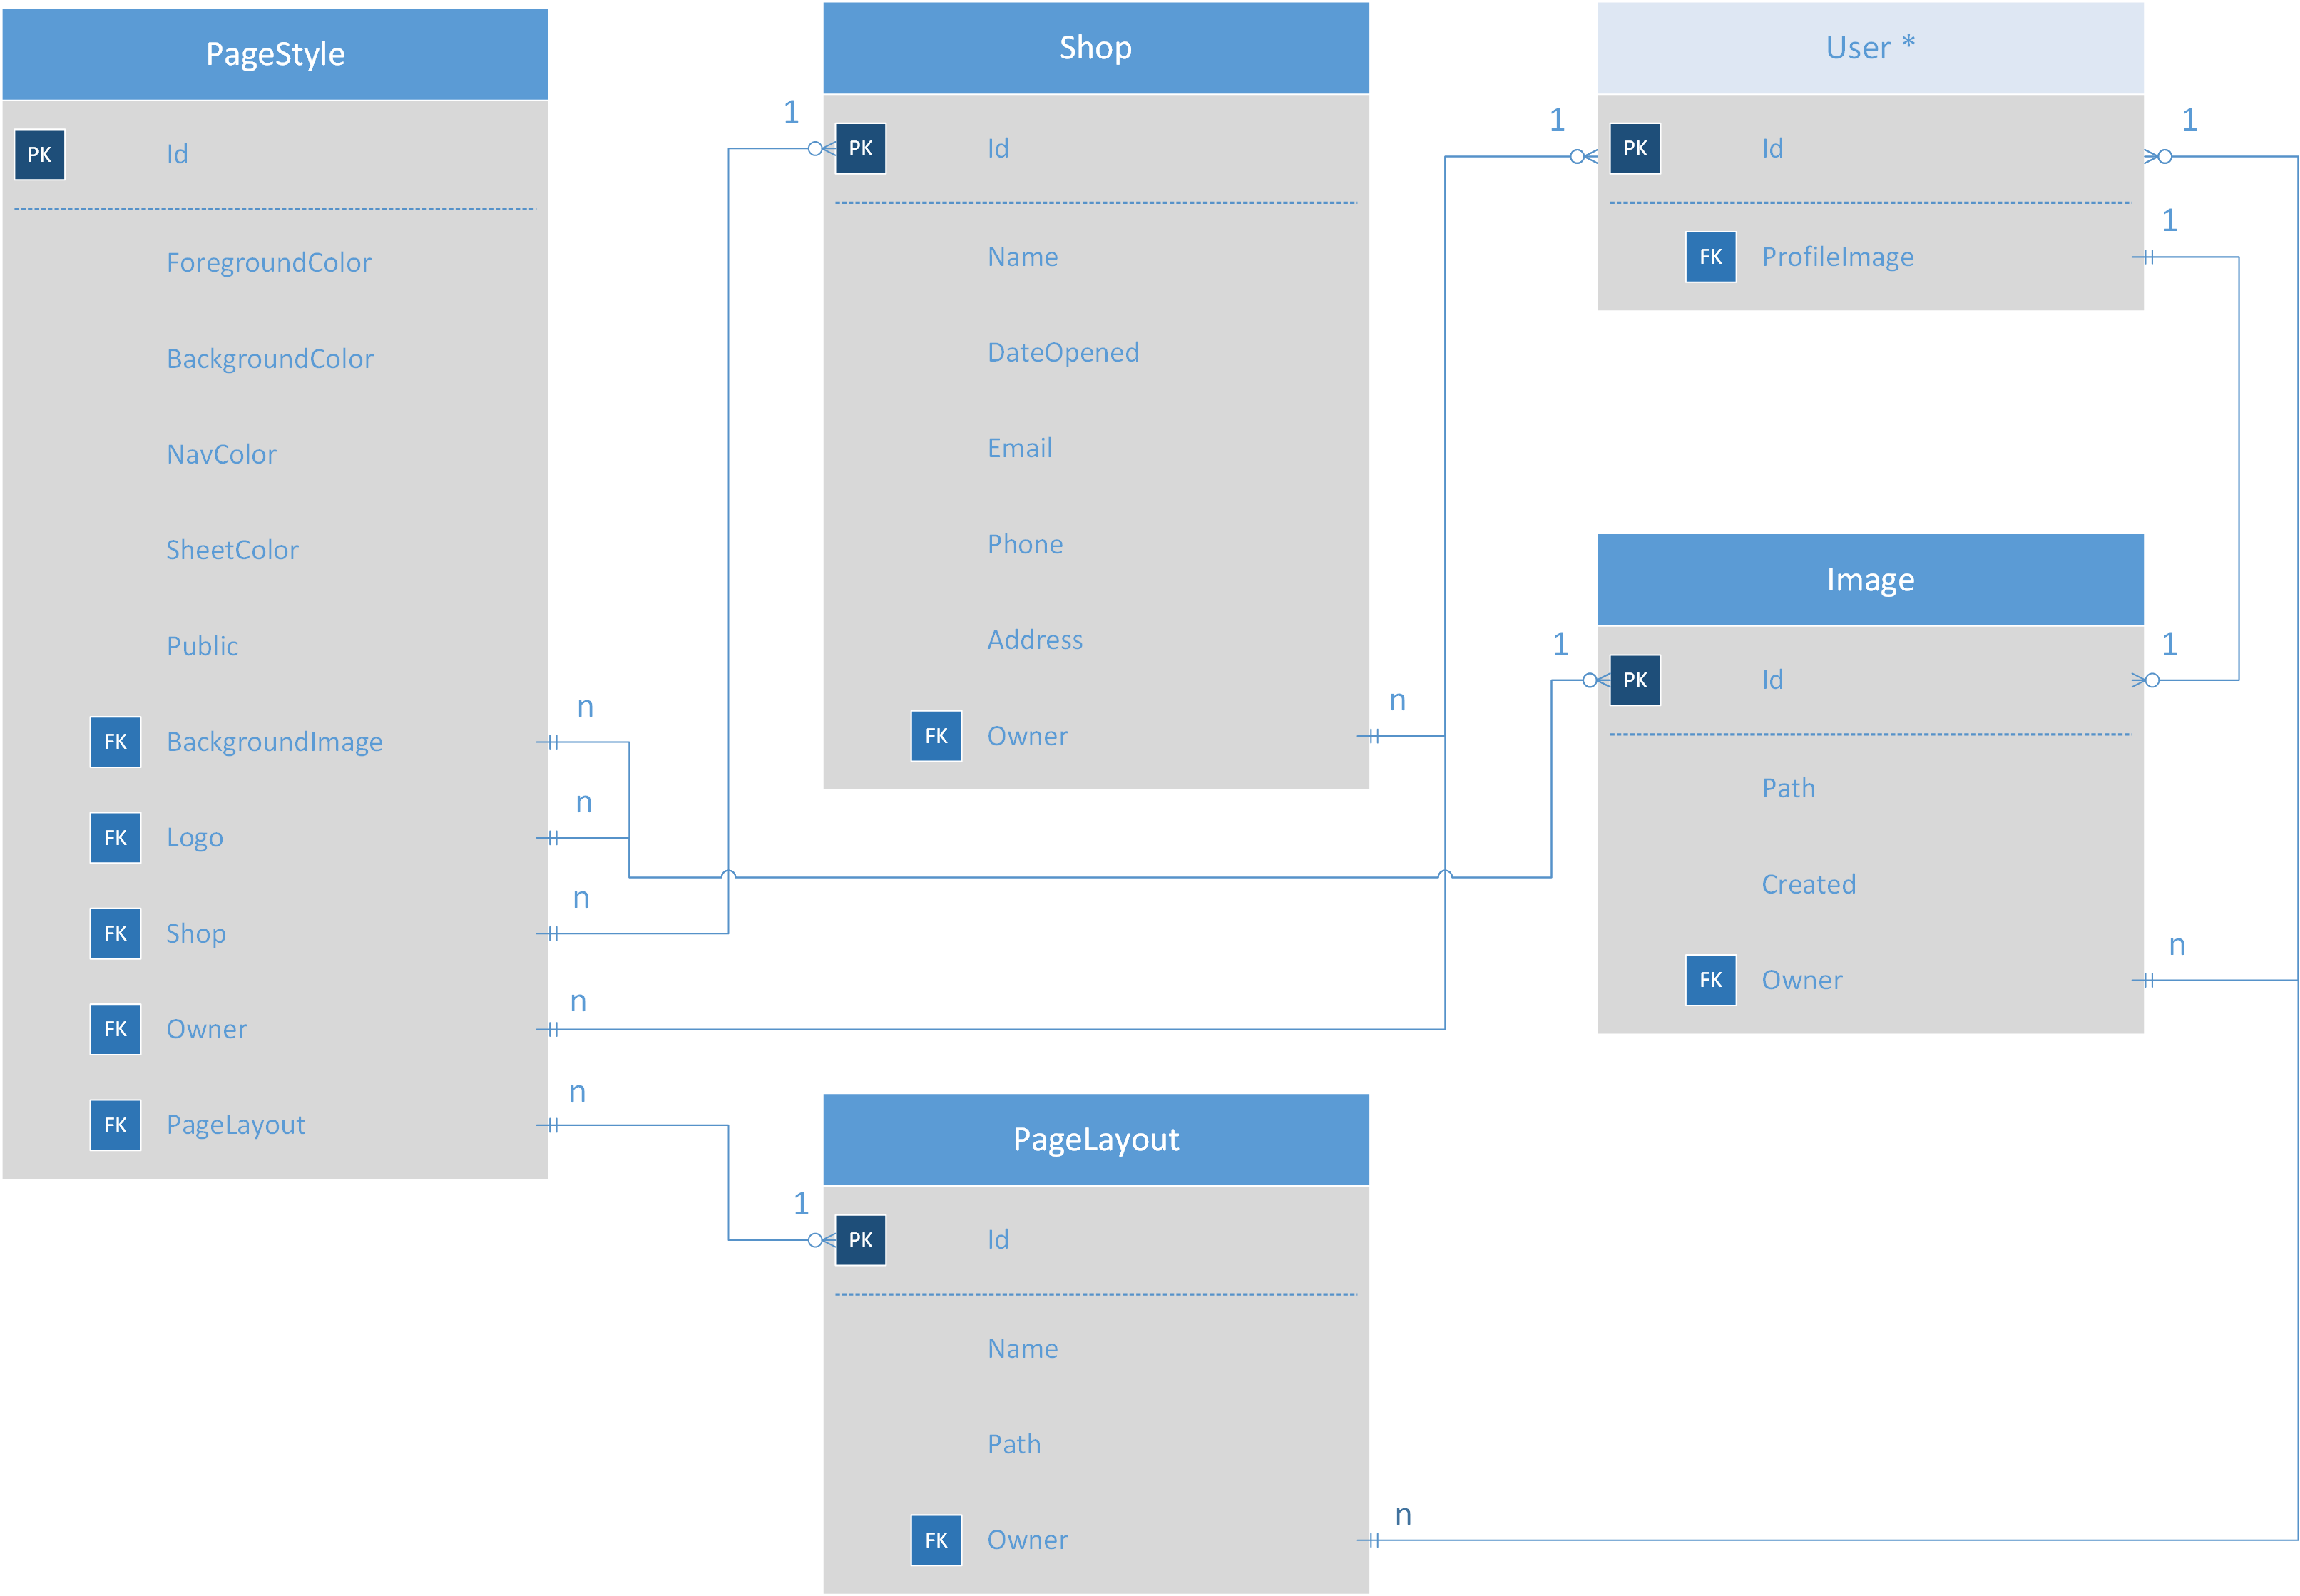 PageStyle
PK Id
ForegroundColor
BackgroundColor
NavColor
SheetColor
Public
FK BackgroundImage n
FK Logo n
FK Shop n
FK Owner n
FK PageLayout n
Shop
1
PK Id
Name
DateOpened
Email
Phone
Address
FK Owner n
User *
1 1
PK Id
1
FK ProfileImage
Image
1 1
PK Id
Path
Created
FK Owner n
PageLayout
1
PK Id
Name
Path
FK Owner n